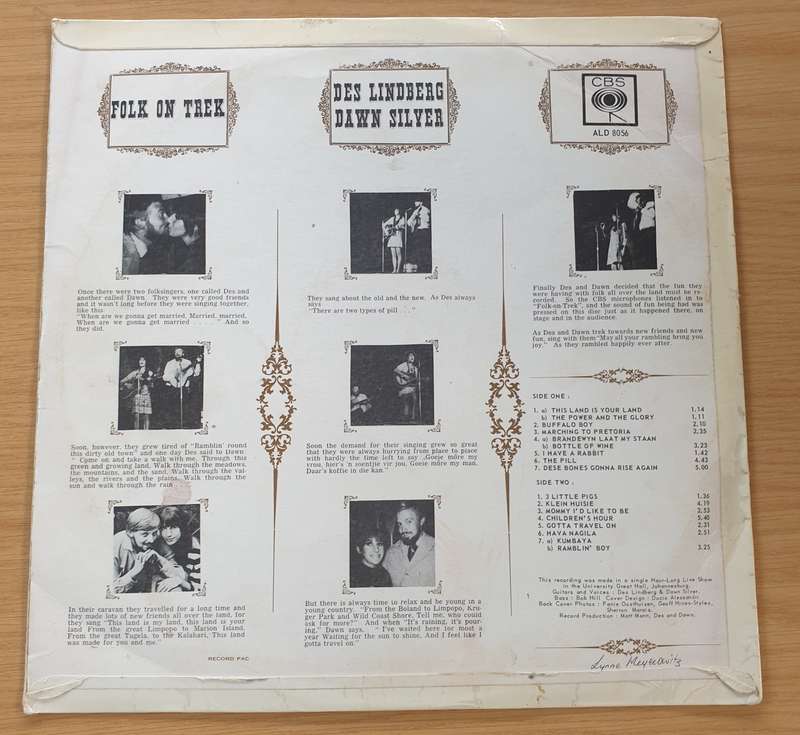 FOLK ON TREK
DES LINDBERG
DAWN SILVER
CBS
ALD 8056
Once there were two folksingers, one called Des and
another called Dawn. They were very good friends
and it wasn't long before they were singing together,
like this:
"When are we gonna get married, Married, married,
When are we gonna get married . . . . ." And so
they did.
Soon, however, they grew tired of "Ramblin' round
this dirty old town" and one day Des said to Dawn
" Come on and take a walk with me. Through this
green and growing land, Walk through the meadows,
the mountains, and the sand. Walk through the val-
leys, the rivers and the plains, Walk through the
sun and walk through the rain
In their caravan they travelled for a long time and
they made lots of new friends all over the land, for
they sang "This land is my land, this land is your
land From the great Limpopo to Marion Island,
From the great Tugela, to the Kalahari, This land
was made for you and me."
RECORD PAC
They sang about the old and the new. As Des always
says
"There are two types of pill . . ."
Soon the demand for their singing grew so great
that they were always hurrying from place to place
with hardly the time left to say „Goeie môre my
vrou, hier's 'n soentjie vir jou, Goeie môre my man,
Daar's koffie in die kan."
But there is always time to relax and be young in a
young country. "From the Boland to Limpopo, Kru-
ger Park and Wild Coast Shore, Tell me, who could
ask for more?" And when "It's raining, it's pour-
ing," Dawn says, "I've waited here for most a
year Waiting for the sun to shine, And I feel like I
gotta travel on."
Finally Des and Dawn decided that the fun they
were having with folk all over the land must be re-
corded. So the CBS microphones listened in to
"Folk-on-Trek", and the sound of fun being had was
pressed on this disc just as it happened there, on
stage and in the audience.
As Des and Dawn trek towards new friends and new
fun, sing with them "May all your rambling bring you
joy." As they rambled happily ever after.
SIDE ONE :
1. a) THIS LAND IS YOUR LAND 1.14
b) THE POWER AND THE GLORY 1.11
2. BUFFALO BOY 2,10
3. MARCHING TO PRETORIA 2,35
4. a) BRANDEWYN LAAT MY STAAN
b) BOTTLE OF WINE 3.23
5. I HAVE A RABBIT 1.42
6. THE PILL 4,43
7. DESE BONES GONNA RISE AGAIN 5,00
SIDE TWO :
1. 3 LITTLE PIGS 1,36
2. KLEIN HUISIE 4,19
3. MOMMY I'D LIKE TO BE 2,53
4. CHILDREN'S HOUR 5,40
5. GOTTA TRAVEL ON 2,31
6. HAVA NAGILA 2,51
7. a) KUMBAYA
b) RAMBLIN' BOY 3.25
This recording was made in a single Hour-Long Live Show
in the University Great Hall, Johannesburg.
Guitars and Voices : Des Lindberg & Dawn Silver.
Bass : Bob Hill Cover Design :
Back Cover Photos :
Record Production : Matt Mann, Des and Dawn.
Lynne Meyerowitz